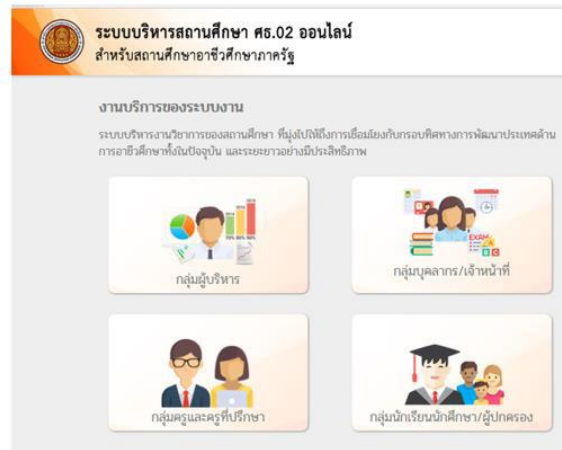 ระบบบริหารสถานศึกษา ศธ.02 ออนไลน์
สำหรับสถานศึกษาอาชีวศึกษาภาครัฐ
งานบริการของระบบงาน
ระบบบริหารงานวิชาการของสถานศึกษา ที่มุ่งไปให้ถึงการเชื่อมโยงกับกรอบทิศทางการพัฒนาประเทศด้าน
การอาชีวศึกษาทั้งในปัจจุบัน และระยะยาวอย่างมีประสิทธิภาพ
กลุ่มผู้บริหาร
EXAM
A
B C
กลุ่มบุคลากร/เจ้าหน้าที่
กลุ่มครูและครูที่ปรึกษา
กลุ่มนักเรียนนักศึกษา/ผู้ปกครอง